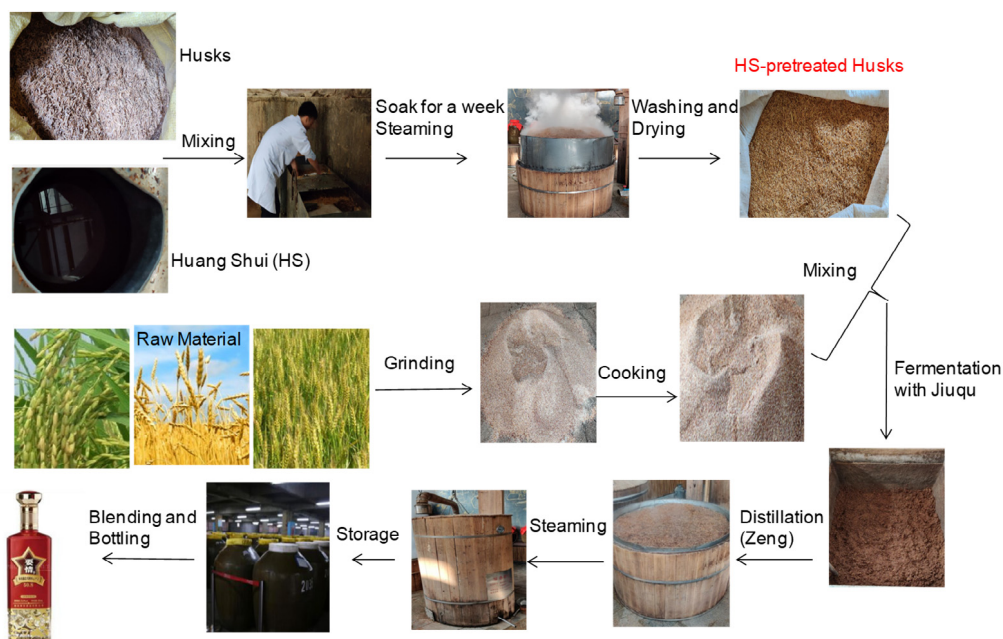 Husks
HS-pretreated Husks
Soak for a week
Steaming
Washing and
Drying
Mixing
Huang Shui (HS)
Mixing
Raw Material
Grinding
Cooking
Fermentation
with Jiuqu
Blending and
Bottling
Storage
Steaming
Distillation
(Zeng)